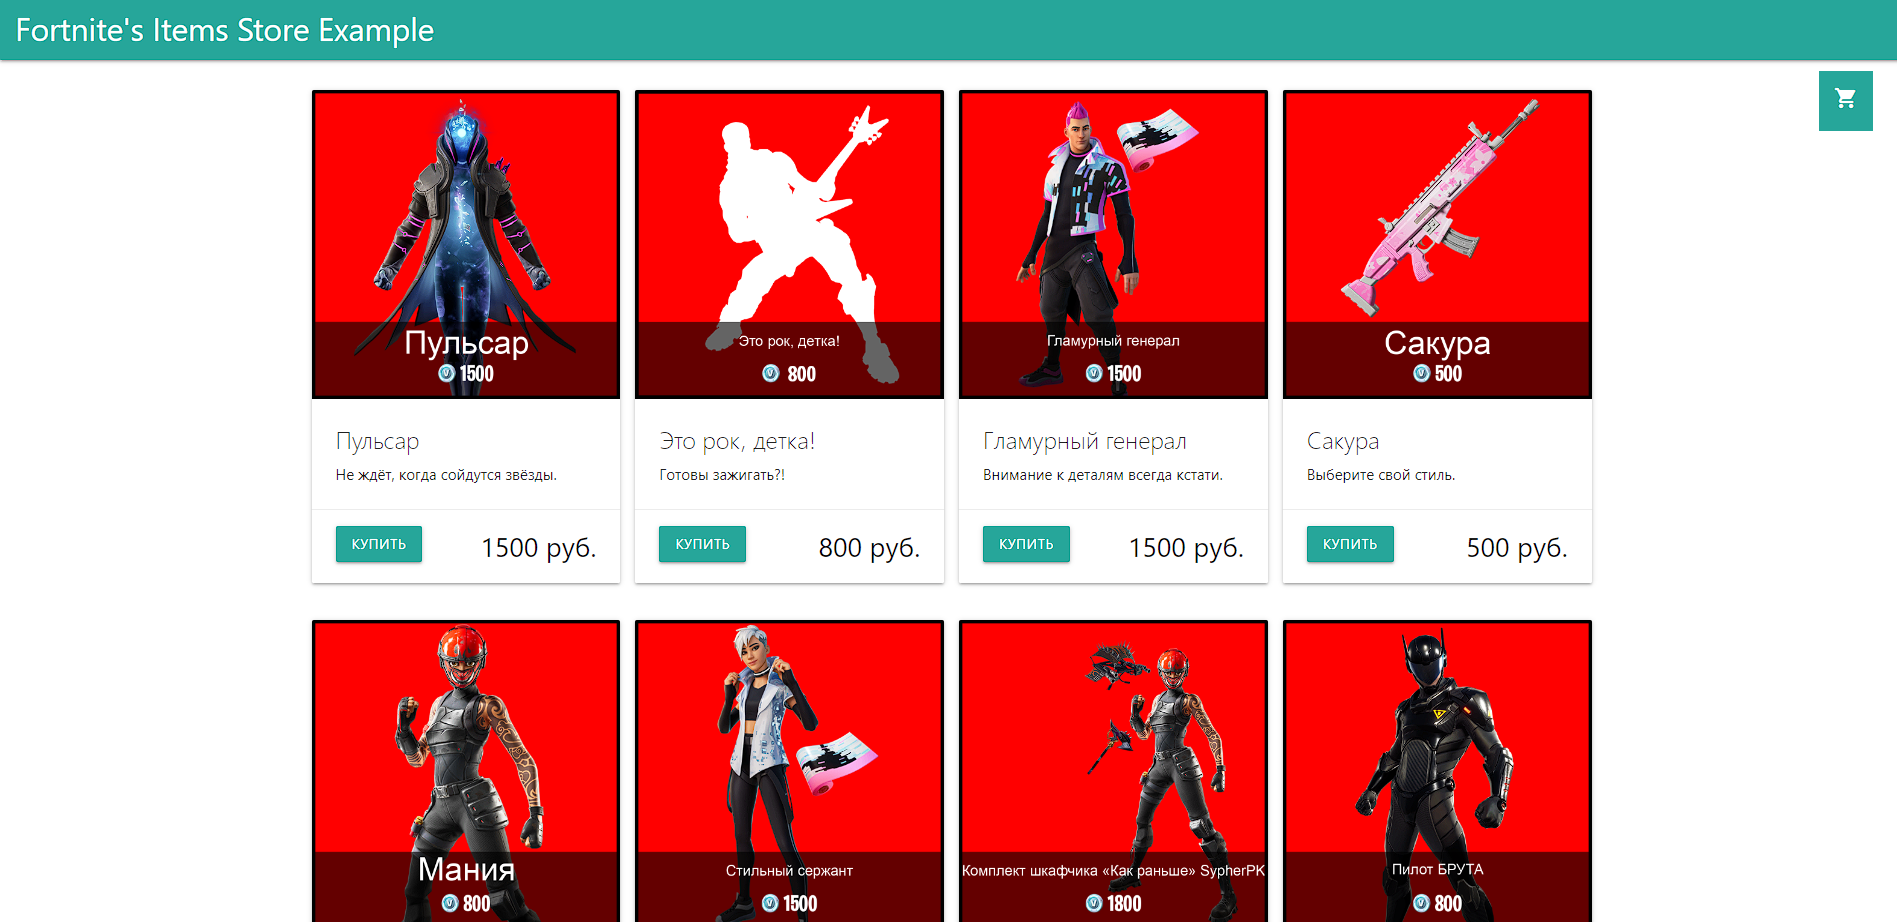 Fortnite's Items Store Example
Пульсар
1500
Это рок, детка!
800
Гламурный генерал
1500
Сакура
500
Пульсар
Не ждёт, когда сойдутся звёзды.
КУПИТЬ
1500 руб.
Это рок, детка!
Готовы зажигать?!
КУПИТЬ
800 руб.
Гламурный генерал
Внимание к деталям всегда кстати.
КУПИТЬ
1500 руб.
Сакура
Выберите свой стиль.
КУПИТЬ
500 руб.
Мания
800
Стильный сержант
1500
Комплект шкафчика «Как раньше» SypherPK
1800
Пилот БРУТА
800